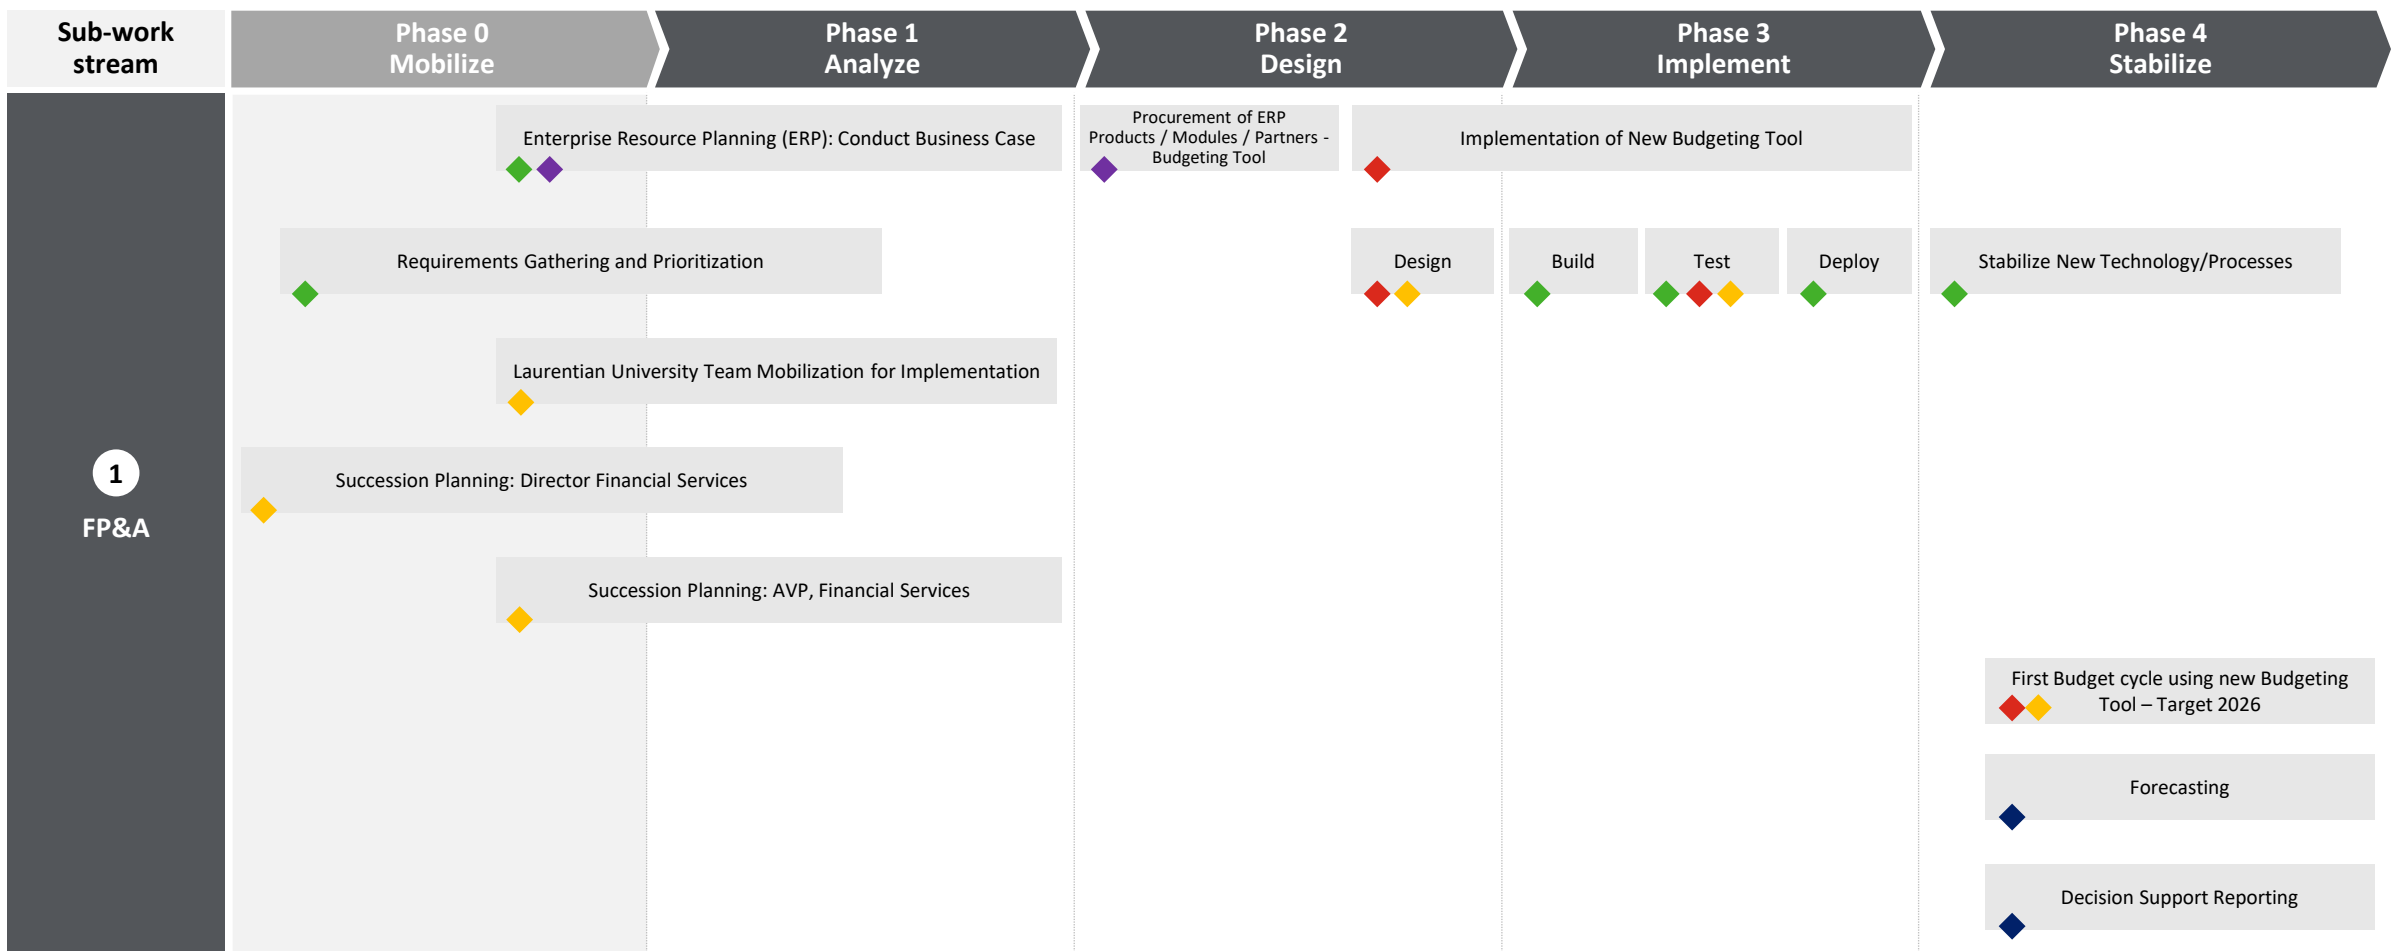 Sub-work
stream
Phase 0
Mobilize
Phase 1
Analyze
Phase 2
Design
Phase 3
Implement
Phase 4
Stabilize
1
FP&A
Enterprise Resource Planning (ERP): Conduct Business Case
Procurement of ERP
Products / Modules / Partners -
Budgeting Tool
Implementation of New Budgeting Tool
Requirements Gathering and Prioritization
Design
Build
Test
Deploy
Stabilize New Technology/Processes
Laurentian University Team Mobilization for Implementation
Succession Planning: Director Financial Services
Succession Planning: AVP, Financial Services
First Budget cycle using new Budgeting
Tool – Target 2026
Forecasting
Decision Support Reporting